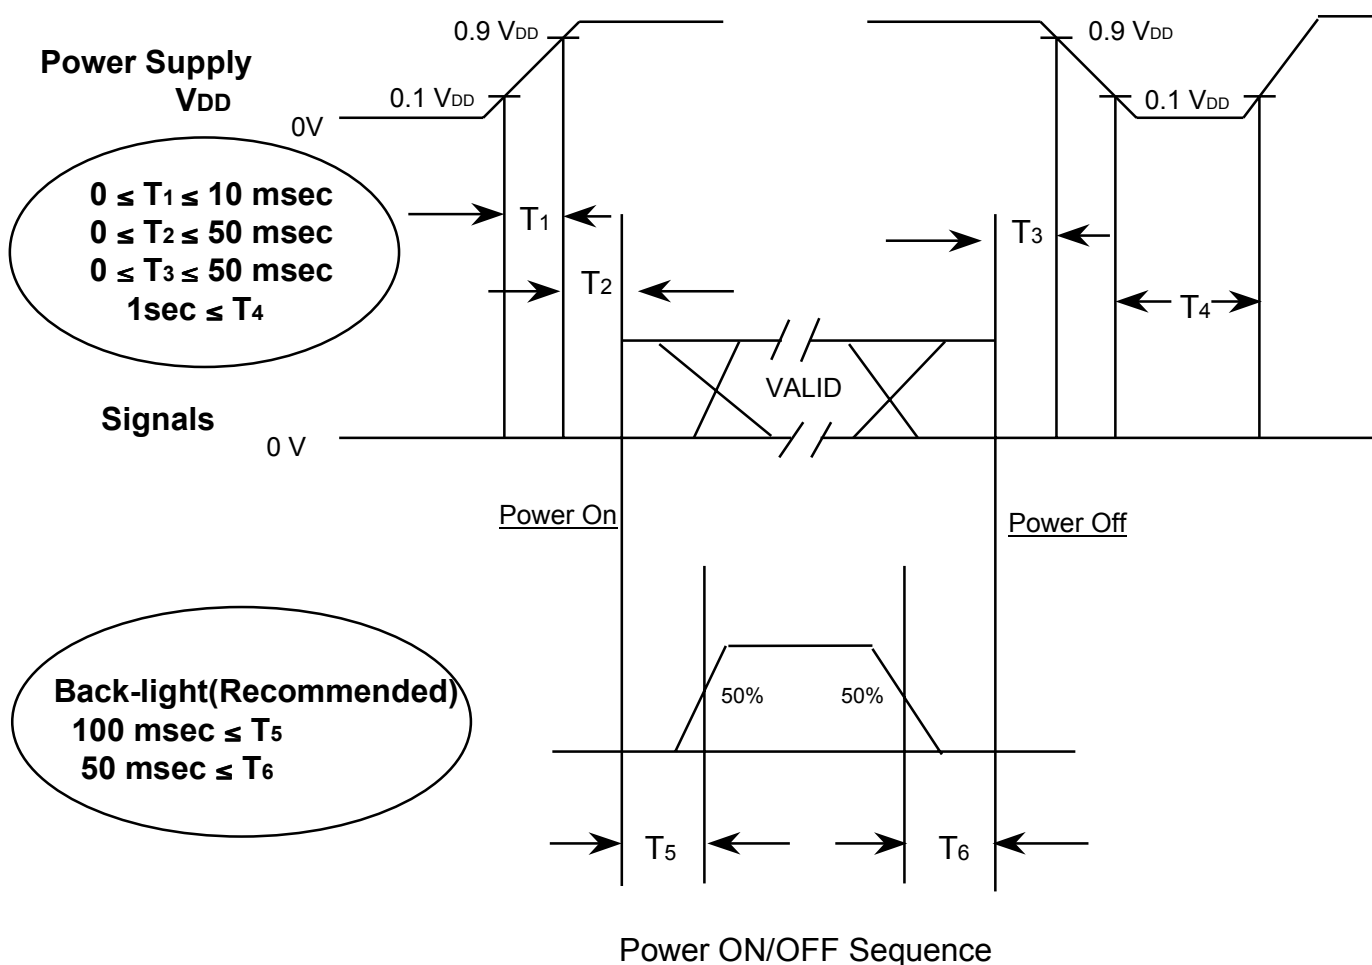 0.9 VDD
0.9 VDD
Power Supply
VDD
0.1 VDD
0.1 VDD
0V
0 ≤ T1 ≤ 10 msec
0 ≤ T2 ≤ 50 msec
0 ≤ T3 ≤ 50 msec
1sec ≤ T4
T1
T3
T2
T4
VALID
Signals
0 V
Power On
Power Off
Back-light(Recommended)
100 msec ≤ T5
50 msec ≤ T6
50%
50%
T5
T6
Power ON/OFF Sequence